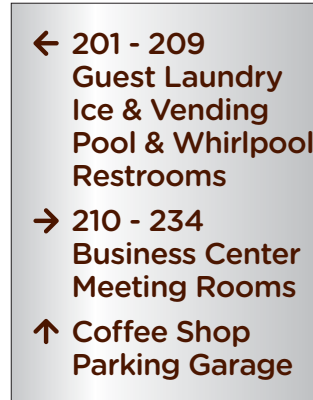 ← 201 - 209
Guest Laundry
Ice & Vending
Pool & Whirlpool
Restrooms
→ 210 - 234
Business Center
Meeting Rooms
↑ Coffee Shop
Parking Garage